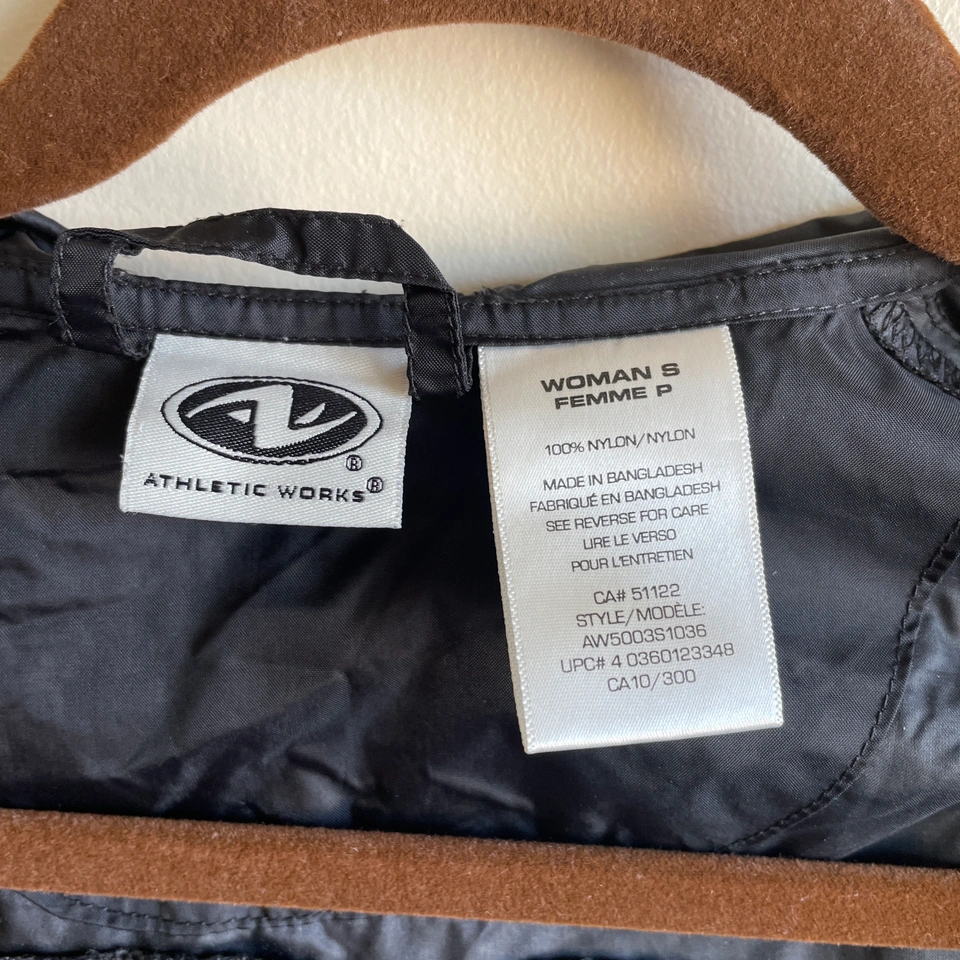 ATHLETIC WORKS®
®
WOMAN S
FEMME P
100% NYLON/NYLON
MADE IN BANGLADESH
FABRIQUÉ EN BANGLADESH
SEE REVERSE FOR CARE
LIRE LE VERSO
POUR L'ENTRETIEN
CA# 51122
STYLE/MODÈLE:
AW5003S1036
UPC# 4 0360123348
CA10/300